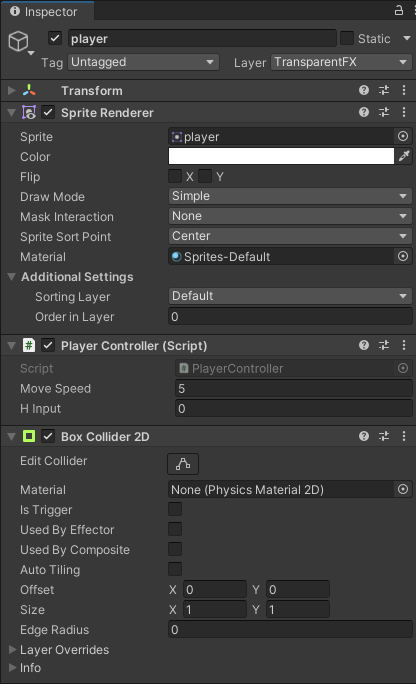 Inspector
player Static
Tag Untagged Layer TransparentFX
Transform
Sprite Renderer
Sprite player
Color
Flip X Y
Draw Mode Simple
Mask Interaction None
Sprite Sort Point Center
Material Sprites-Default
Additional Settings
Sorting Layer Default
Order in Layer 0
# Player Controller (Script)
Script PlayerController
Move Speed 5
H Input 0
Box Collider 2D
Edit Collider
Material None (Physics Material 2D)
Is Trigger
Used By Effector
Used By Composite
Auto Tiling
Offset X 0 Y 0
Size X 1 Y 1
Edge Radius 0
Layer Overrides
Info